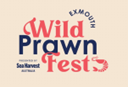 EXMOUTH
Wild
Prawn
Fest
PRESENTED BY
Sea Harvest
AUSTRALIA